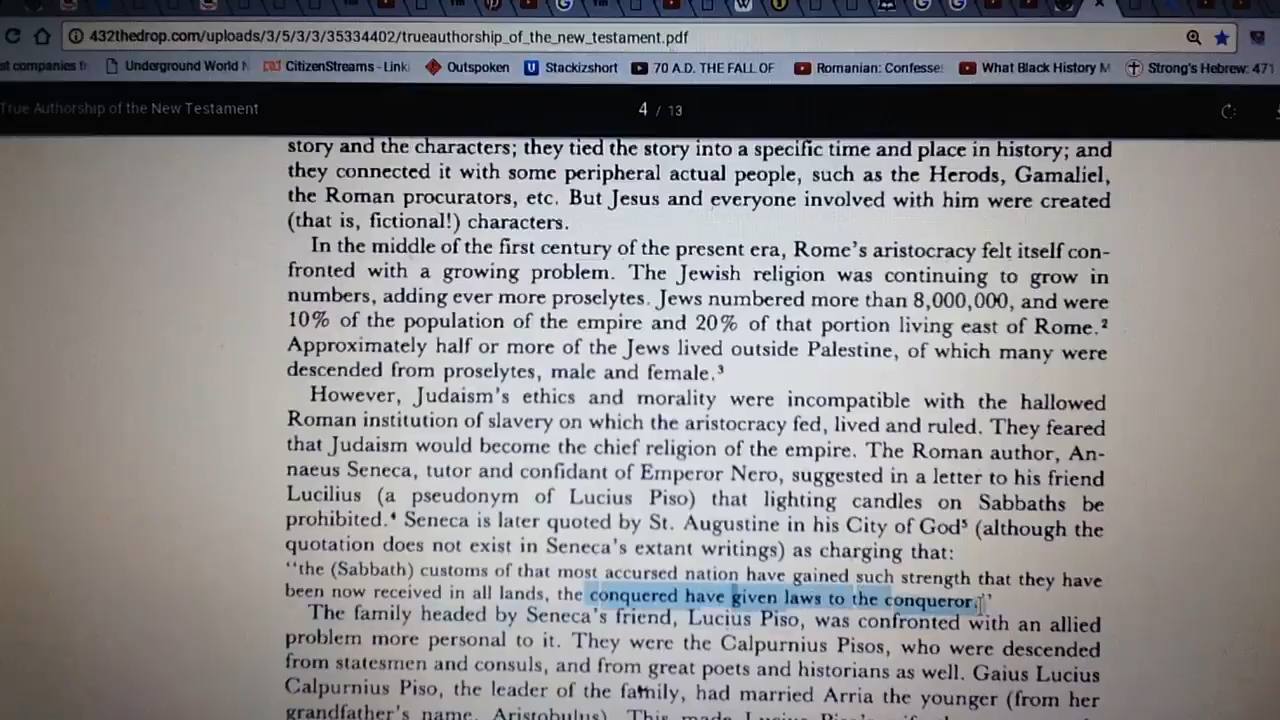 432thedrop.com/uploads/3/5/3/3/35334402/trueauthorship_of_the_new_testament.pdf
st companies f Underground World N CitizenStreams - Link Outspoken Stackizshort 70 A.D. THE FALL OF Romanian: Confesse: What Black History M Strong's Hebrew: 471
True Authorship of the New Testament 4 / 13
story and the characters; they tied the story into a specific time and place in history; and
they connected it with some peripheral actual people, such as the Herods, Gamaliel,
the Roman procurators, etc. But Jesus and everyone involved with him were created
(that is, fictional!) characters.
In the middle of the first century of the present era, Rome's aristocracy felt itself con-
fronted with a growing problem. The Jewish religion was continuing to grow in
numbers, adding ever more proselytes. Jews numbered more than 8,000,000, and were
10% of the population of the empire and 20% of that portion living east of Rome.²
Approximately half or more of the Jews lived outside Palestine, of which many were
descended from proselytes, male and female.³
However, Judaism's ethics and morality were incompatible with the hallowed
Roman institution of slavery on which the aristocracy fed, lived and ruled. They feared
that Judaism would become the chief religion of the empire. The Roman author, An-
naeus Seneca, tutor and confidant of Emperor Nero, suggested in a letter to his friend
Lucilius (a pseudonym of Lucius Piso) that lighting candles on Sabbaths be
prohibited.⁴ Seneca is later quoted by St. Augustine in his City of God⁵ (although the
quotation does not exist in Seneca's extant writings) as charging that:
"the (Sabbath) customs of that most accursed nation have gained such strength that they have
been now received in all lands, the conquered have given laws to the conqueror."
The family headed by Seneca's friend, Lucius Piso, was confronted with an allied
problem more personal to it. They were the Calpurnius Pisos, who were descended
from statesmen and consuls, and from great poets and historians as well. Gaius Lucius
Calpurnius Piso, the leader of the family, had married Arria the younger (from her
grandfather's name, Aristobulus). This made Lucius Piso's wife